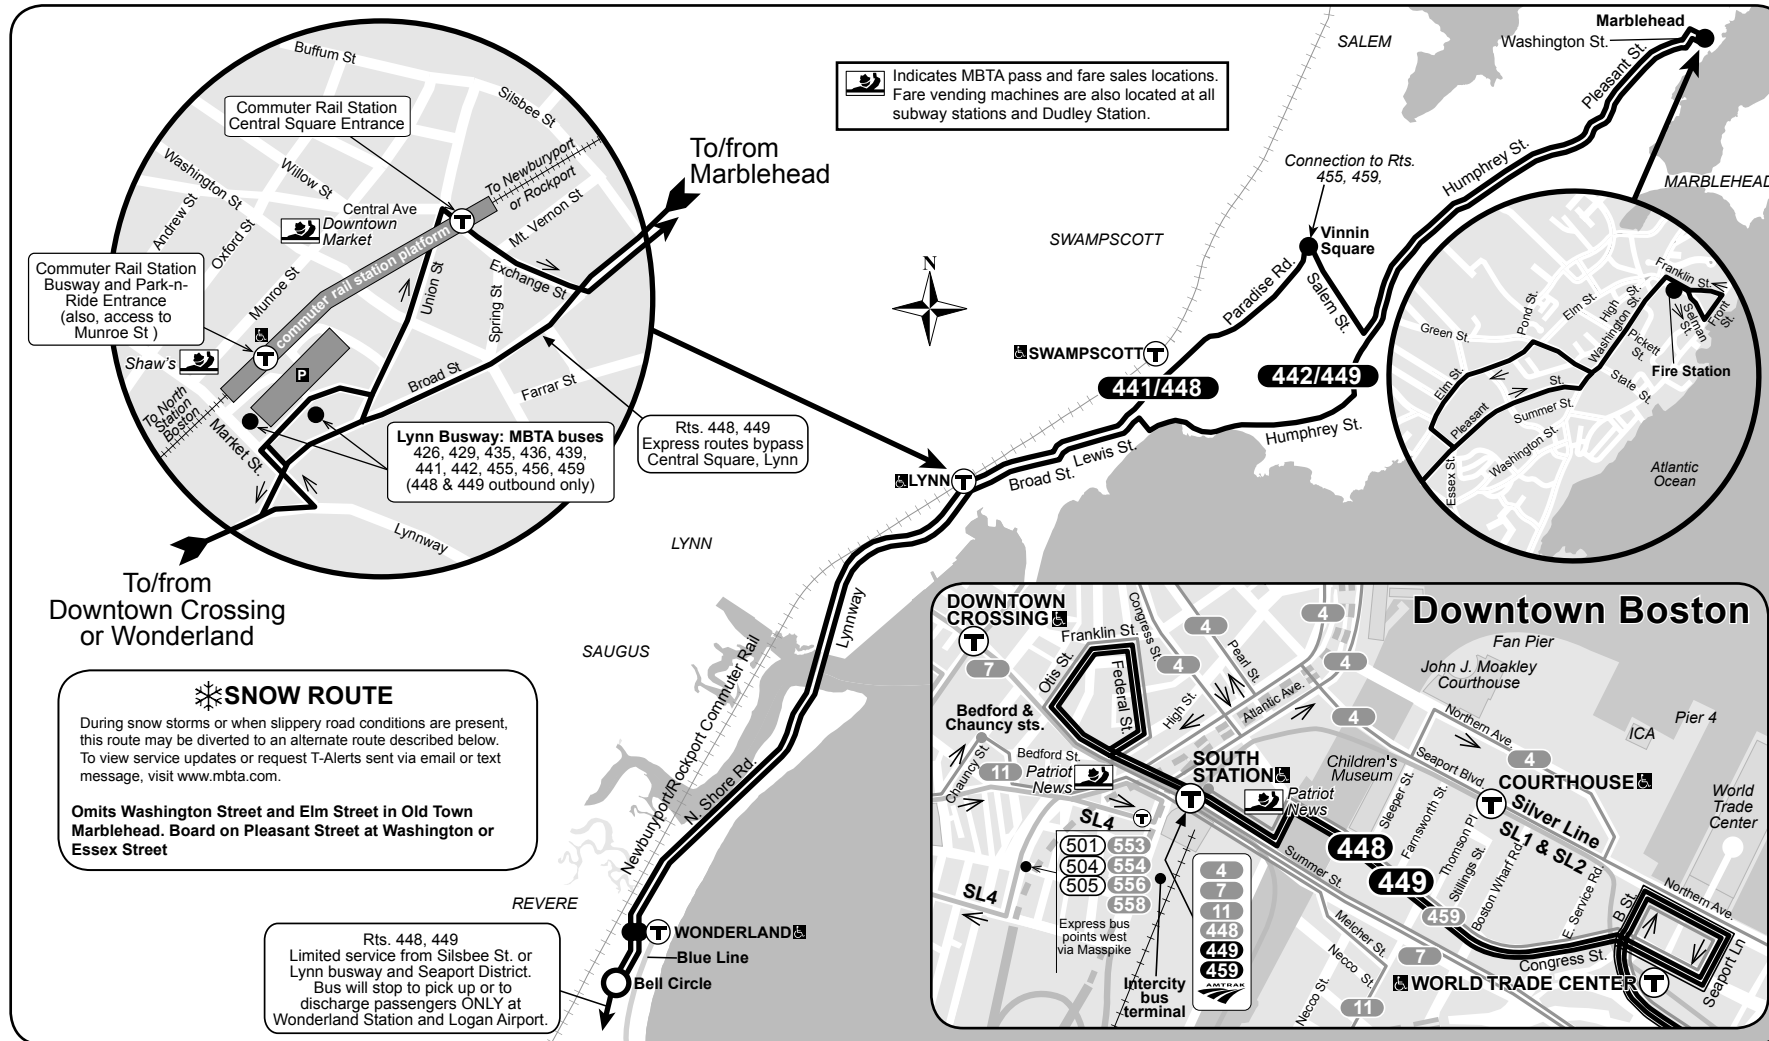 Buffum St
Silsbee St
Commuter Rail Station
Central Square Entrance
Washington St
Willow St
Andrew St
Oxford St
Central Ave
Downtown
Market
To Newburyport
or Rockport
Mt. Vernon St
commuter rail station platform
Munroe St
Union St
Exchange St
Spring St
Broad St
Farrar St
Commuter Rail Station
Busway and Park-n-
Ride Entrance
(also, access to
Munroe St )
Shaw's
P
To North
Station
Boston
Market St.
Lynnway
Lynn Busway: MBTA buses
426, 429, 435, 436, 439,
441, 442, 455, 456, 459
(448 & 449 outbound only)
Rts. 448, 449
Express routes bypass
Central Square, Lynn
To/from
Marblehead
To/from
Downtown Crossing
or Wonderland
Indicates MBTA pass and fare sales locations.
Fare vending machines are also located at all
subway stations and Dudley Station.
SALEM
Marblehead
Washington St.
Pleasant St.
Humphrey St.
MARBLEHEAD
Connection to Rts.
455, 459,
Vinnin
Square
SWAMPSCOTT
N
Paradise Rd.
Salem St.
SWAMPSCOTT T
441/448
442/449
Humphrey St.
Lewis St.
Broad St.
LYNN T
LYNN
Lynnway
SAUGUS
Newburyport/Rockport Commuter Rail
N. Shore Rd.
REVERE
T WONDERLAND
Blue Line
Bell Circle
Franklin St.
Front St.
Selman St.
Elm St.
High St.
Washington St.
Pickett St.
Pond St.
Green St.
Fire Station
State St.
Elm St.
Pleasant St.
Summer St.
Washington St.
Essex St.
Atlantic
Ocean
SNOW ROUTE
During snow storms or when slippery road conditions are present,
this route may be diverted to an alternate route described below.
To view service updates or request T-Alerts sent via email or text
message, visit www.mbta.com.
Omits Washington Street and Elm Street in Old Town
Marblehead. Board on Pleasant Street at Washington or
Essex Street
Rts. 448, 449
Limited service from Silsbee St. or
Lynn busway and Seaport District.
Bus will stop to pick up or to
discharge passengers ONLY at
Wonderland Station and Logan Airport.
Downtown Boston
DOWNTOWN
CROSSING
T
7
Franklin St.
Otis St.
Federal St.
Congress St.
4
4
Pearl St.
High St.
Atlantic Ave.
4
4
4
Fan Pier
John J. Moakley
Courthouse
Pier 4
ICA
Northern Ave.
4
Bedford &
Chauncy sts.
Chauncy St.
Bedford St.
11
Patriot
News
SOUTH
STATION
T
Patriot
News
Children's
Museum
Seaport Blvd.
COURTHOUSE
T
Silver Line
SL1 & SL2
World
Trade
Center
SL4
T
SL4
501 553
504 554
505 556
558
Express bus
points west
via Masspike
4
7
11
448
449
459
AMTRAK
Intercity
bus
terminal
448
449
459
Sleeper St.
Farnsworth St.
Thomson Pl
Stillings St.
Boston Wharf Rd
E. Service Rd.
B St.
Northern Ave.
Seaport Ln
Summer St.
Melcher St.
Necco St.
Necco St.
7
11
Congress St.
WORLD TRADE CENTER T